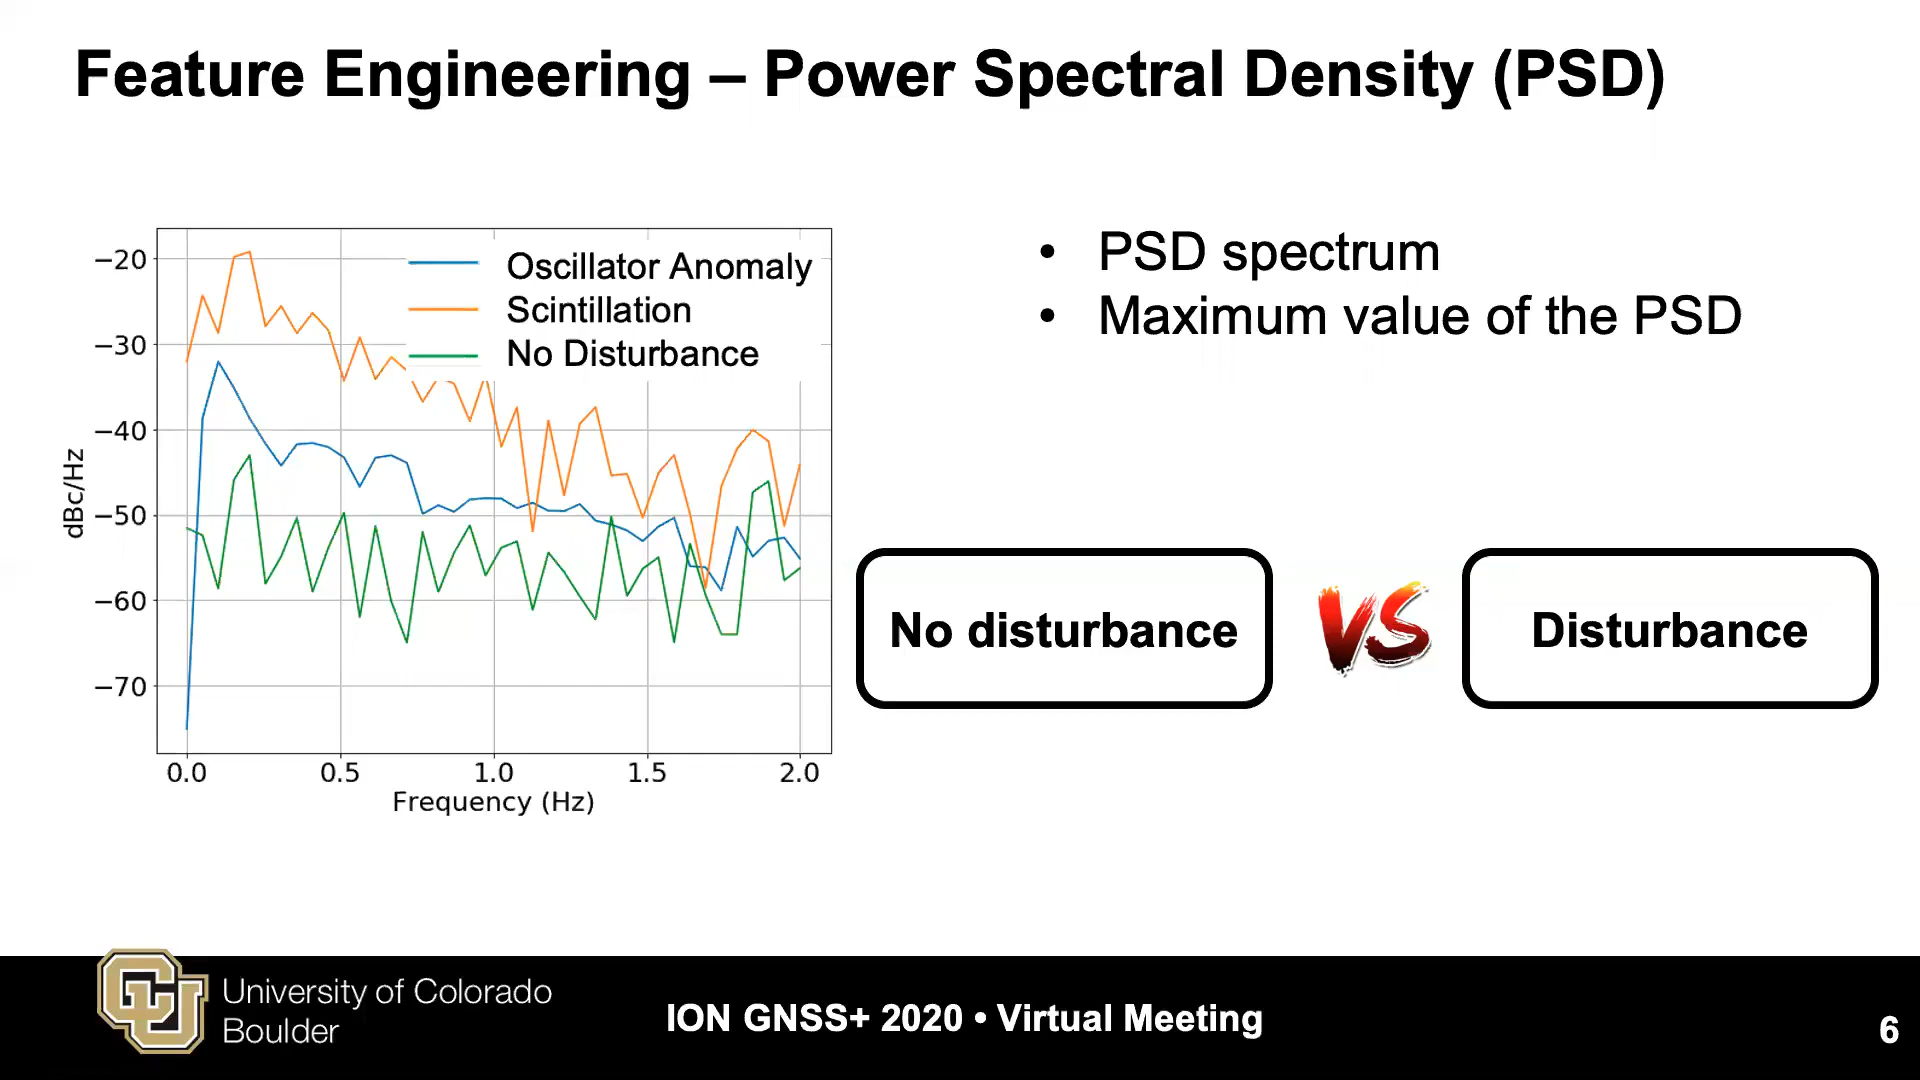 Feature Engineering – Power Spectral Density (PSD)
−20
−30
−40
−50
−60
−70
dBc/Hz
Oscillator Anomaly
Scintillation
No Disturbance
0.0 0.5 1.0 1.5 2.0
Frequency (Hz)
• PSD spectrum
• Maximum value of the PSD
No disturbance
VS
Disturbance
CU
University of Colorado
Boulder
ION GNSS+ 2020 • Virtual Meeting
6